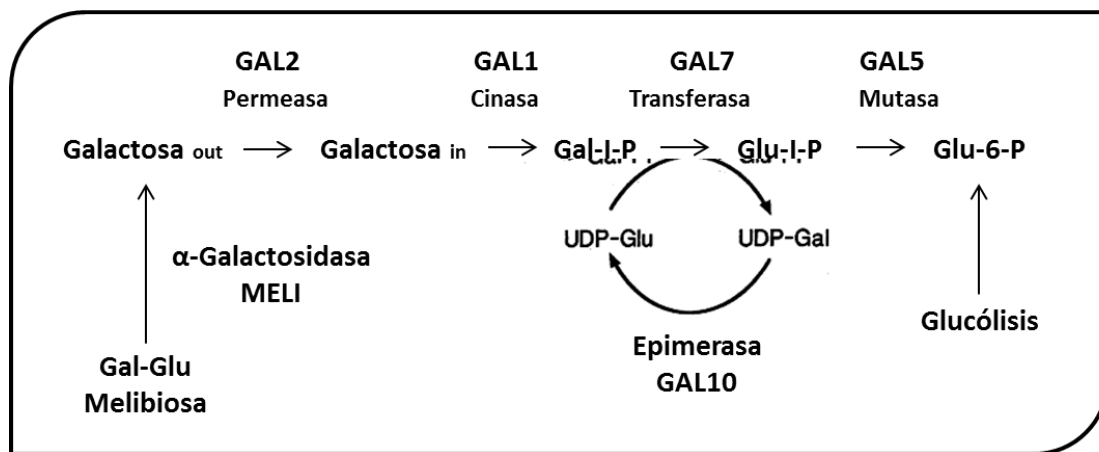 GAL2 GAL1 GAL7 GAL5
Permeasa Cinasa Transferasa Mutasa
Galactosa out Galactosa in Gal-I-P Glu-I-P Glu-6-P
UDP-Glu UDP-Gal
α-Galactosidasa
MELI
Glucólisis
Epimerasa
GAL10
Gal-Glu
Melibiosa